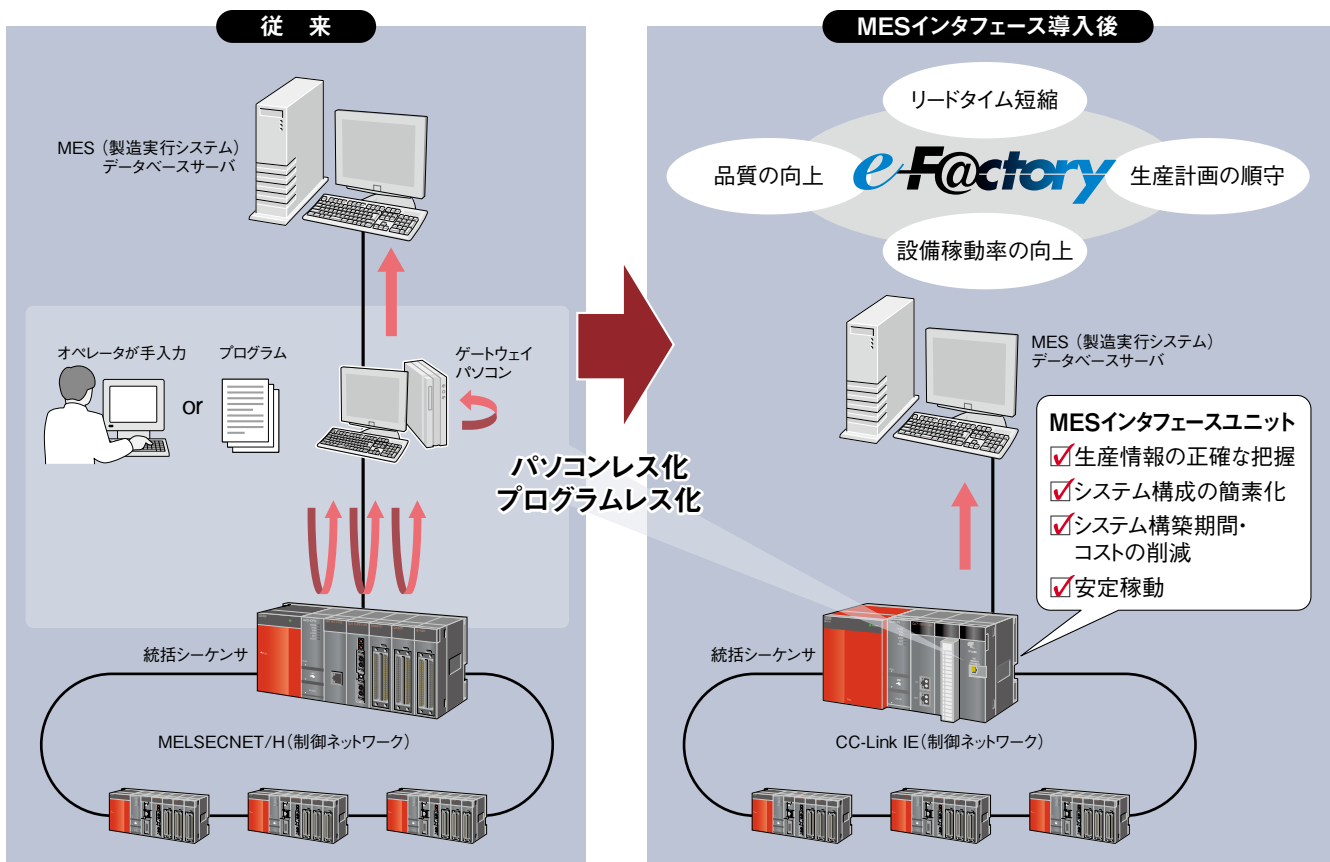 従 来
MES（製造実行システム）
データベースサーバ
オペレータが手入力
or
プログラム
ゲートウェイ
パソコン
統括シーケンサ
MELSECNET/H（制御ネットワーク）
パソコンレス化
プログラムレス化
MESインタフェース導入後
リードタイム短縮
品質の向上
e-F@ctory
生産計画の順守
設備稼動率の向上
MES（製造実行システム）
データベースサーバ
MESインタフェースユニット
生産情報の正確な把握
システム構成の簡素化
システム構築期間・
コストの削減
安定稼動
統括シーケンサ
CC-Link IE（制御ネットワーク）